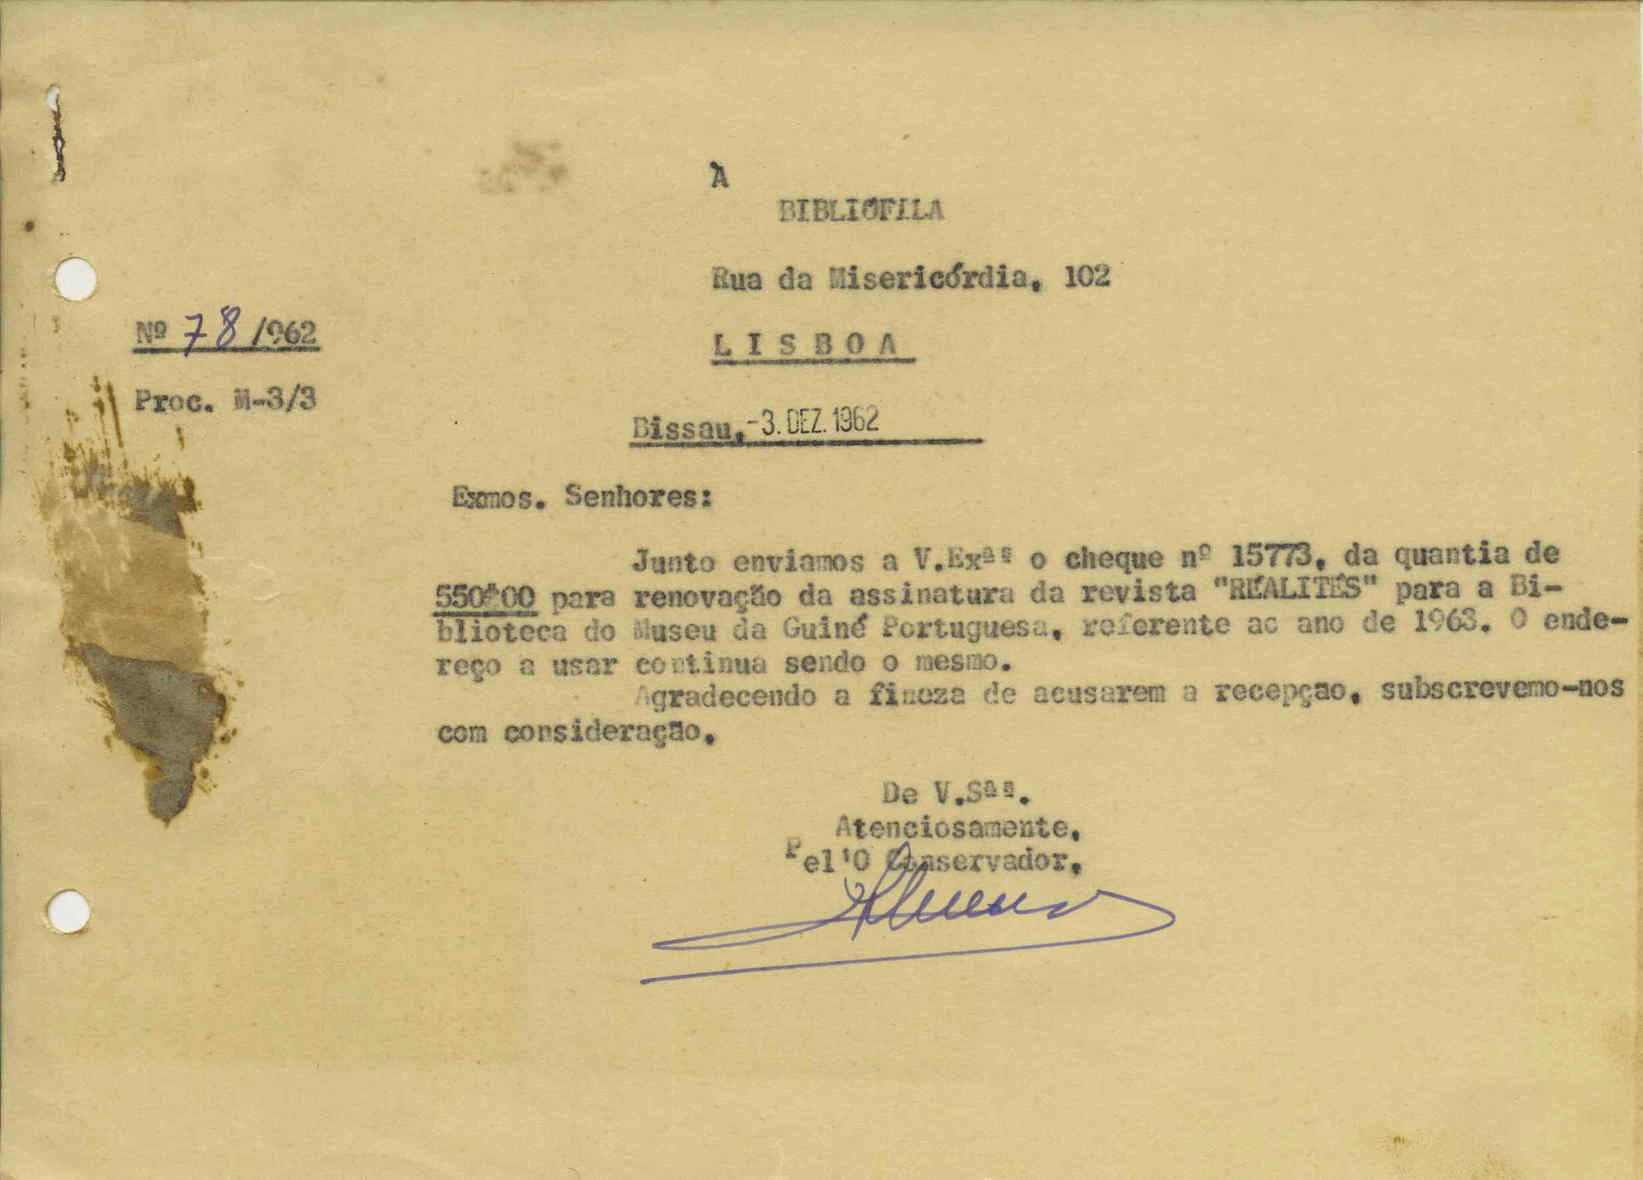 À
BIBLIÓFILA
Rua da Misericórdia, 102
Nº 78/962
LISBOA
Proc. M-3/3
Bissau,-3. DEZ. 1962
Exmos. Senhores:
Junto enviamos a V.Exªs o cheque nº 15773, da quantia de
550$00 para renovação da assinatura da revista "RÉALITÉS" para a Bi-
blioteca do Museu da Guiné Portuguesa, referente ao ano de 1963. O ende-
reço a usar continua sendo o mesmo.
Agradecendo a fineza de acusarem a recepção, subscrevemo-nos
com consideração,
De V.Sªs.
Atenciosamente,
Pel'O Conservador,